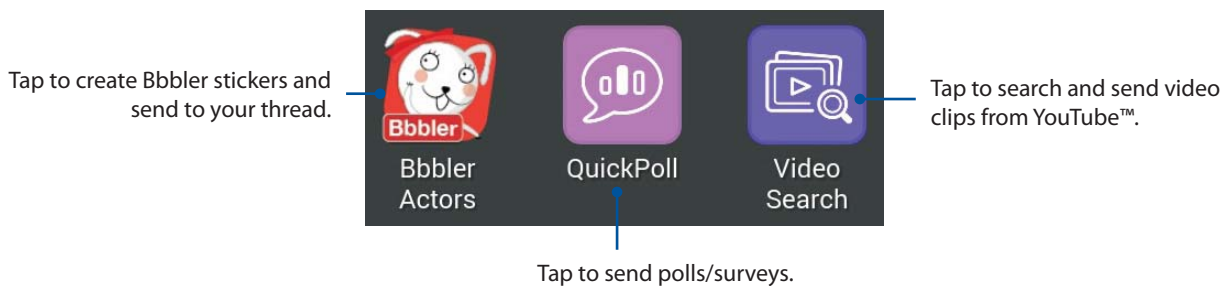 Tap to create Bbbler stickers and
send to your thread.
Bbbler
Bbbler
Actors
QuickPoll
Video
Search
Tap to search and send video
clips from YouTube™.
Tap to send polls/surveys.